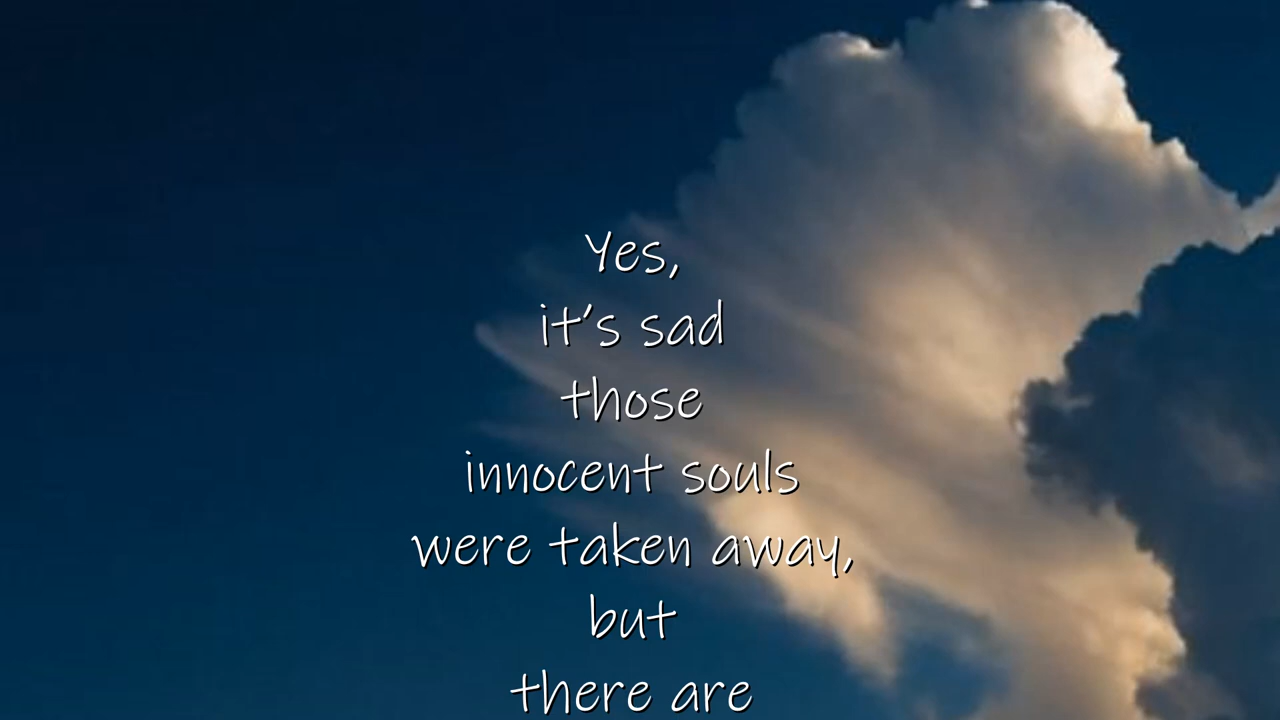 Yes,
it's sad
those
innocent souls
were taken away,
but
there are